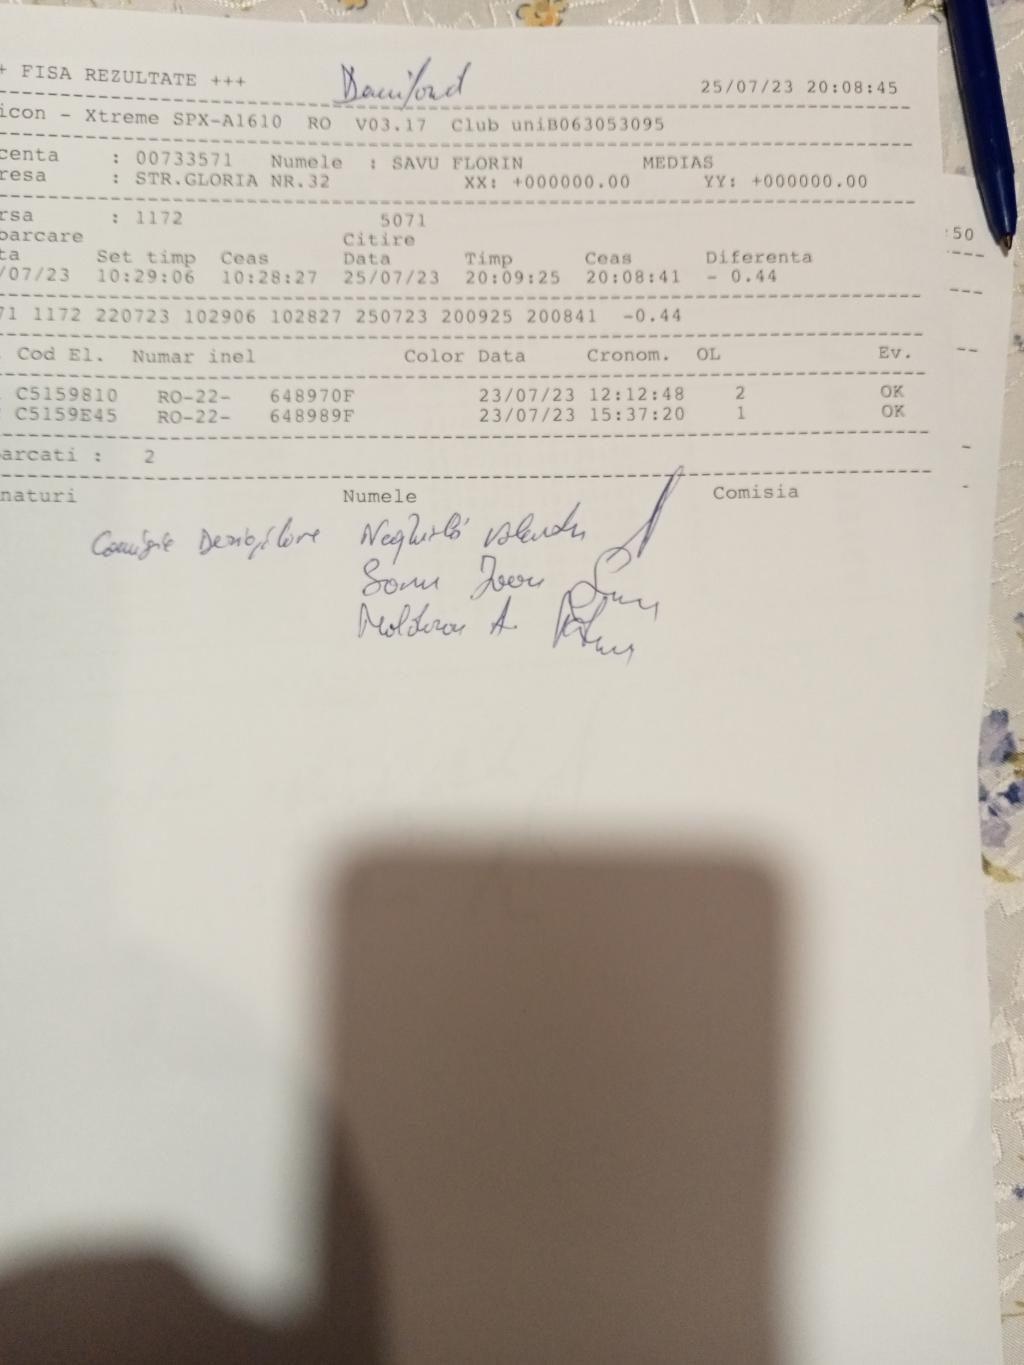 + FISA REZULTATE +++ 25/07/23 20:08:45
icon - Xtreme SPX-A1610 RO V03.17 Club uniB063053095
centa : 00733571 Numele : SAVU FLORIN MEDIAS
resa : STR.GLORIA NR.32 XX: +000000.00 YY: +000000.00
rsa : 1172 5071
barcare Citire
ta Set timp Ceas Data Timp Ceas Diferenta
/07/23 10:29:06 10:28:27 25/07/23 20:09:25 20:08:41 - 0.44
71 1172 220723 102906 102827 250723 200925 200841 -0.44
Cod El. Numar inel Color Data Cronom. OL Ev.
C5159810 RO-22- 648970F 23/07/23 12:12:48 2 OK
C5159E45 RO-22- 648989F 23/07/23 15:37:20 1 OK
arcati : 2
naturi Numele Comisia
Comisie
A.
:50